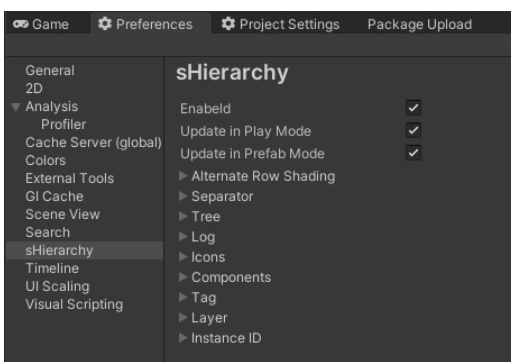 Game Preferences Project Settings Package Upload
General
2D
Analysis
Profiler
Cache Server (global)
Colors
External Tools
GI Cache
Scene View
Search
sHierarchy
Timeline
UI Scaling
Visual Scripting
sHierarchy
Enabeld
Update in Play Mode
Update in Prefab Mode
Alternate Row Shading
Separator
Tree
Log
Icons
Components
Tag
Layer
Instance ID